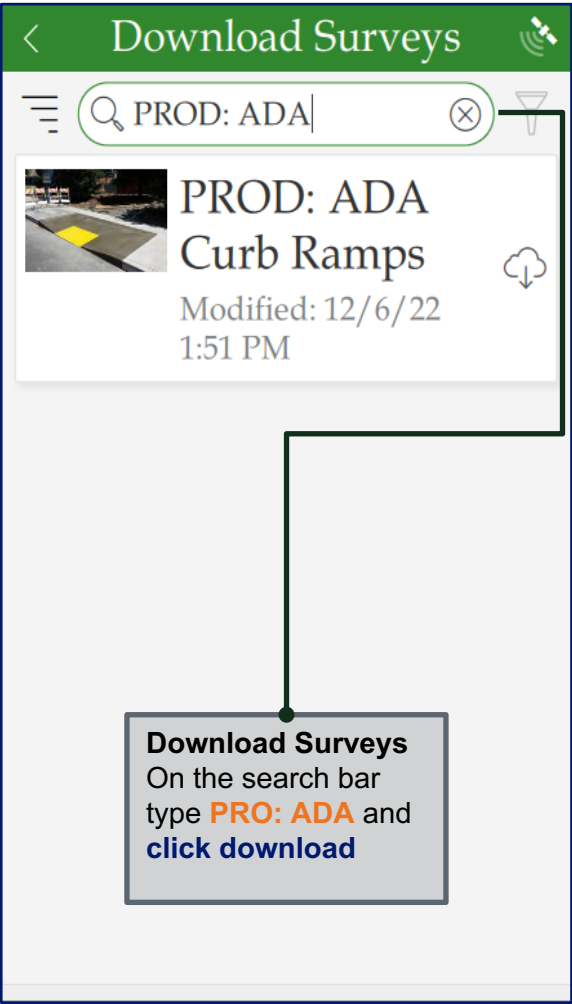 Download Surveys
PROD: ADA
PROD: ADA
Curb Ramps
Modified: 12/6/22
1:51 PM
Download Surveys
On the search bar
type PRO: ADA and
click download